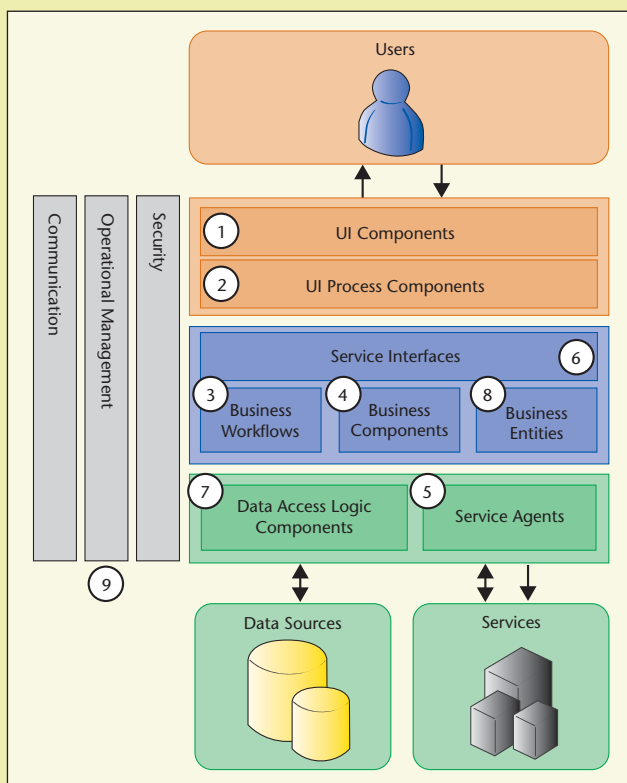 Users
Communication
Operational Management
Security
1
UI Components
2
UI Process Components
Service Interfaces
6
3
Business
Workflows
4
Business
Components
8
Business
Entities
7
Data Access Logic
Components
5
Service Agents
9
Data Sources
Services